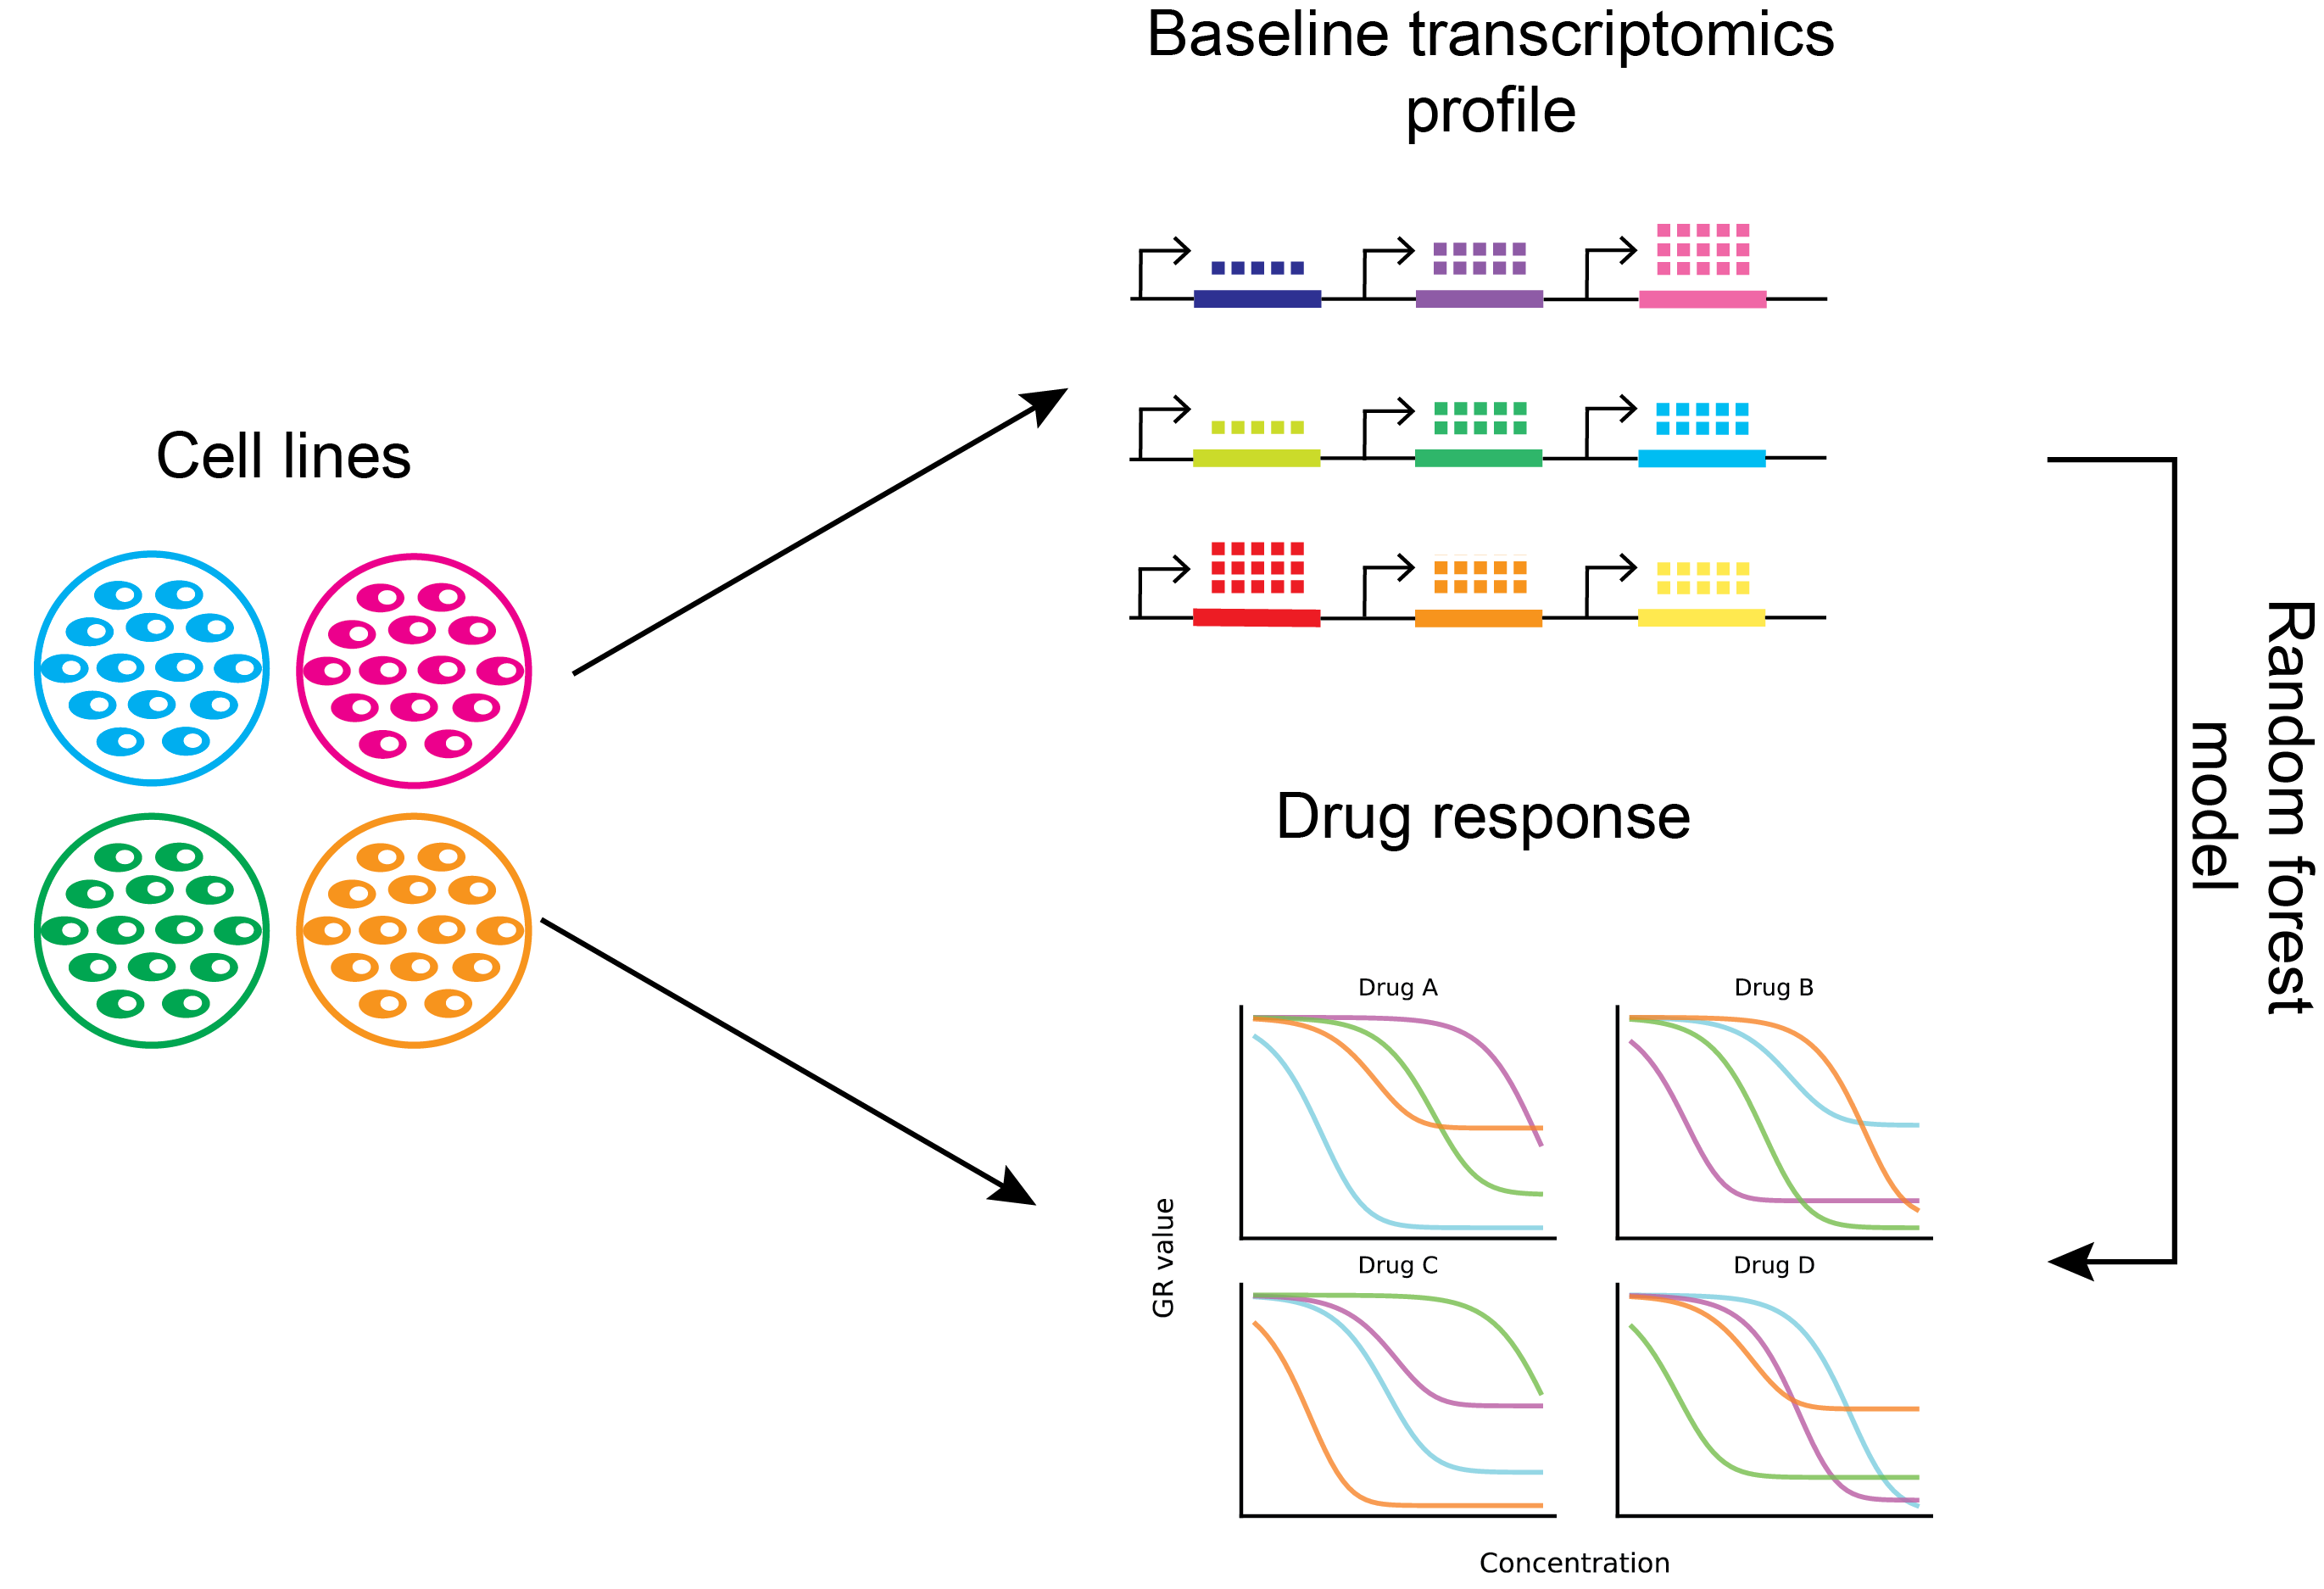 Baseline transcriptomics
profile
Cell lines
Random forest
model
Drug response
Drug A
Drug B
GR value
Drug C
Drug D
Concentration